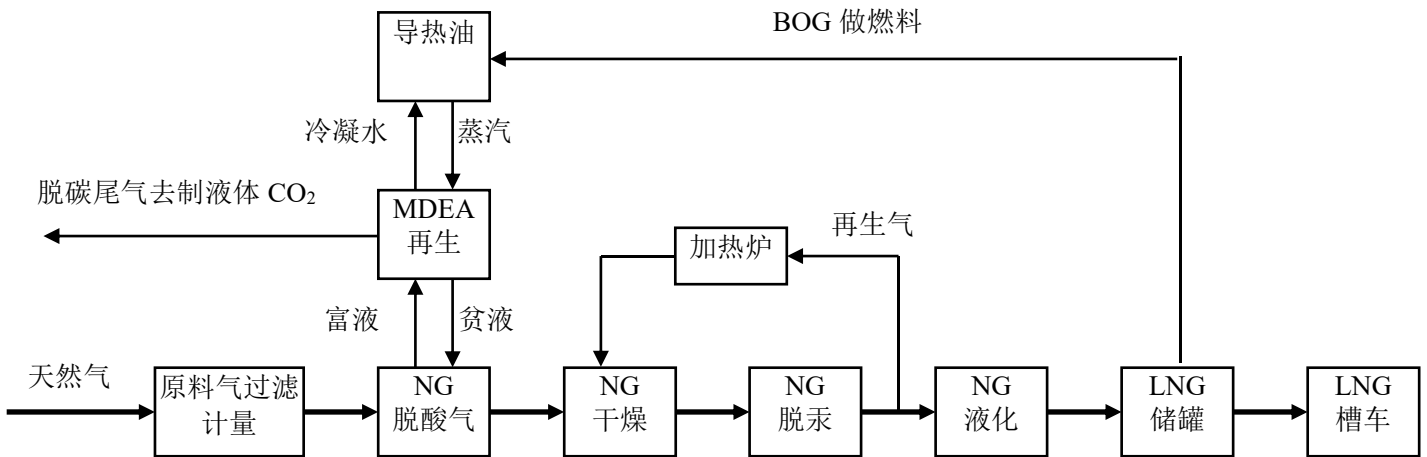 导热油
BOG 做燃料
冷凝水
蒸汽
脱碳尾气去制液体 CO₂
MDEA
再生
加热炉
再生气
富液
贫液
天然气
原料气过滤
计量
NG
脱酸气
NG
干燥
NG
脱汞
NG
液化
LNG
储罐
LNG
槽车